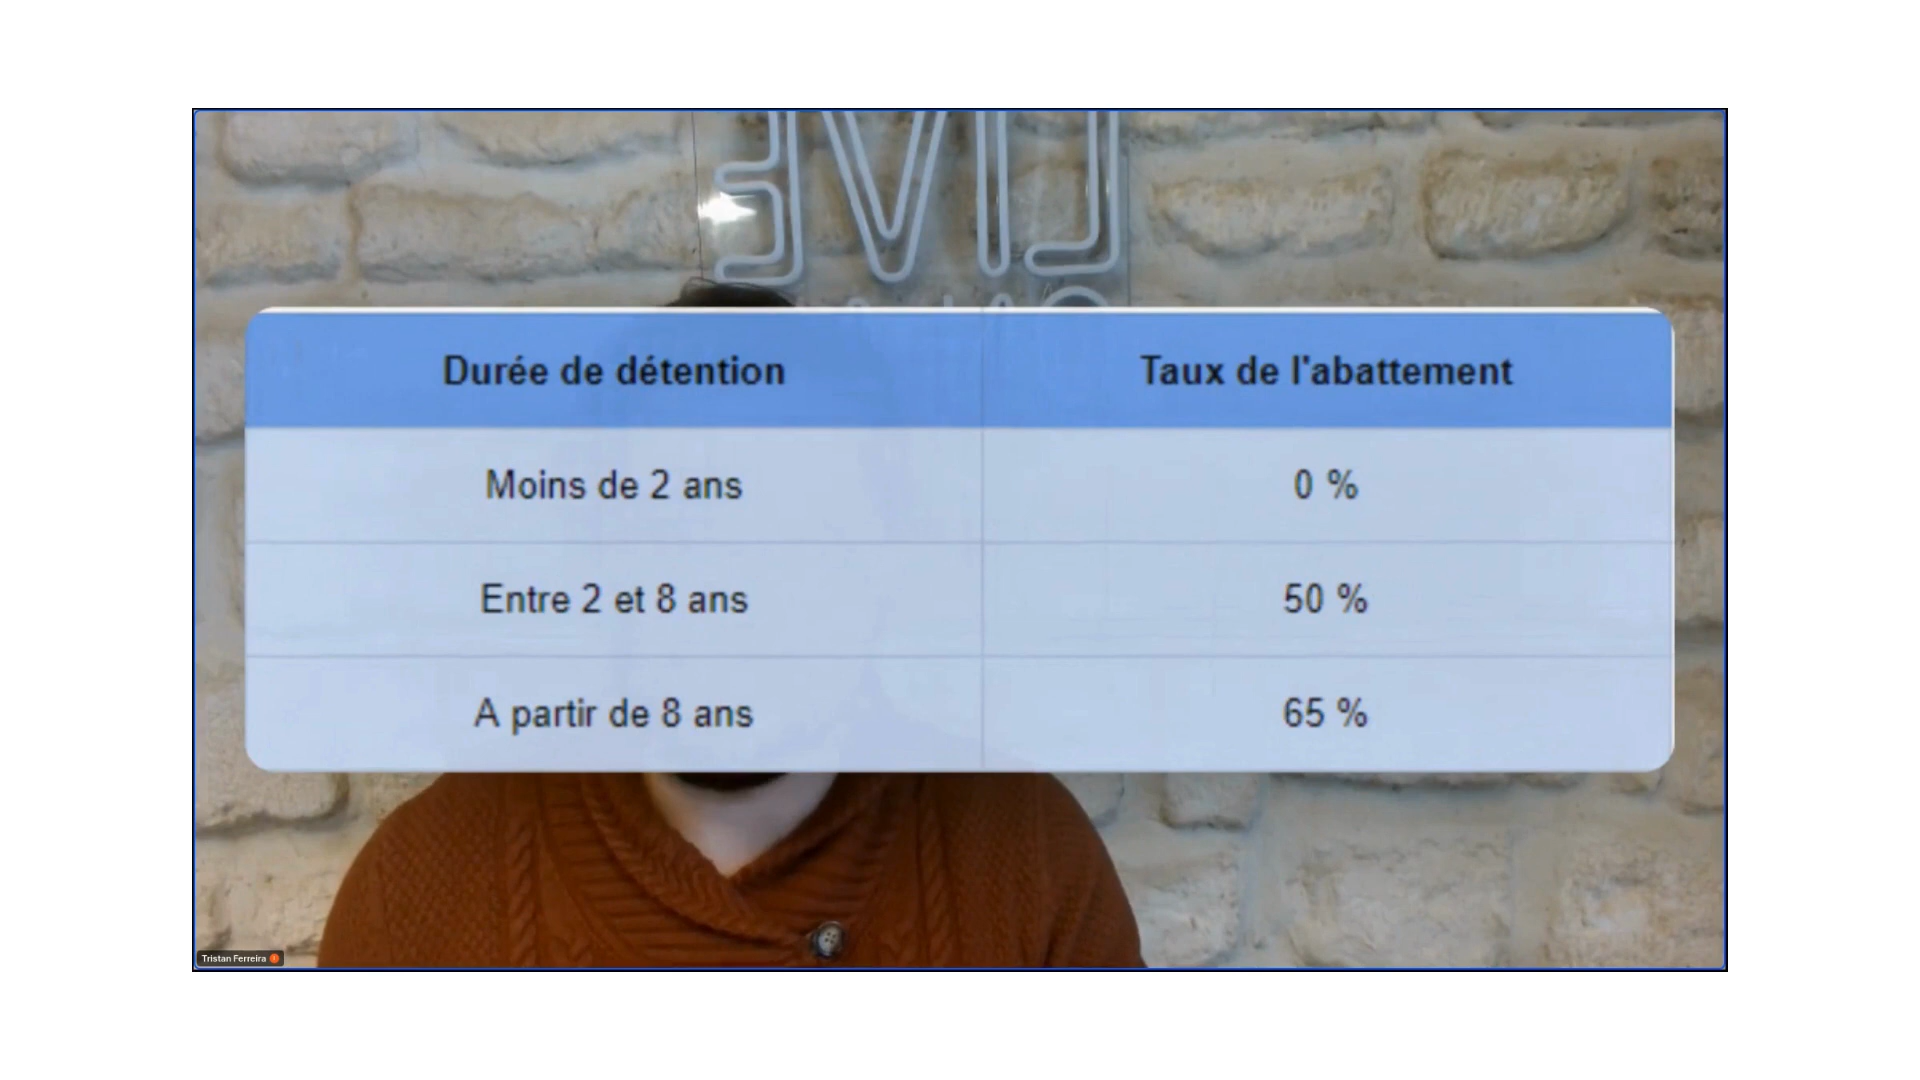 LIVE
Durée de détention
Taux de l'abattement
Moins de 2 ans
0 %
Entre 2 et 8 ans
50 %
A partir de 8 ans
65 %
Tristan Ferreira